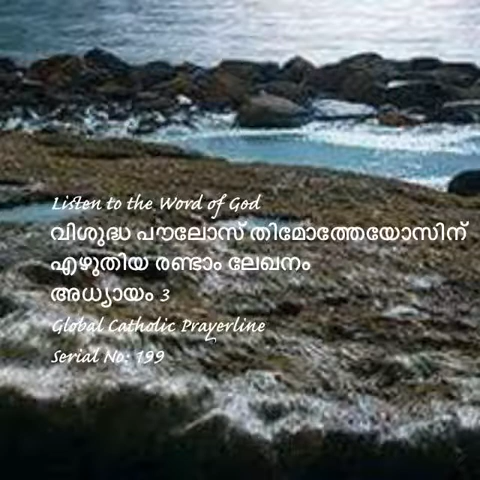 Listen to the Word of God
വിശുദ്ധ പൗലോസ് തിമോത്തേയോസിന്
എഴുതിയ രണ്ടാം ലേഖനം
അധ്യായം 3
Global Catholic Prayerline
Serial No: 199